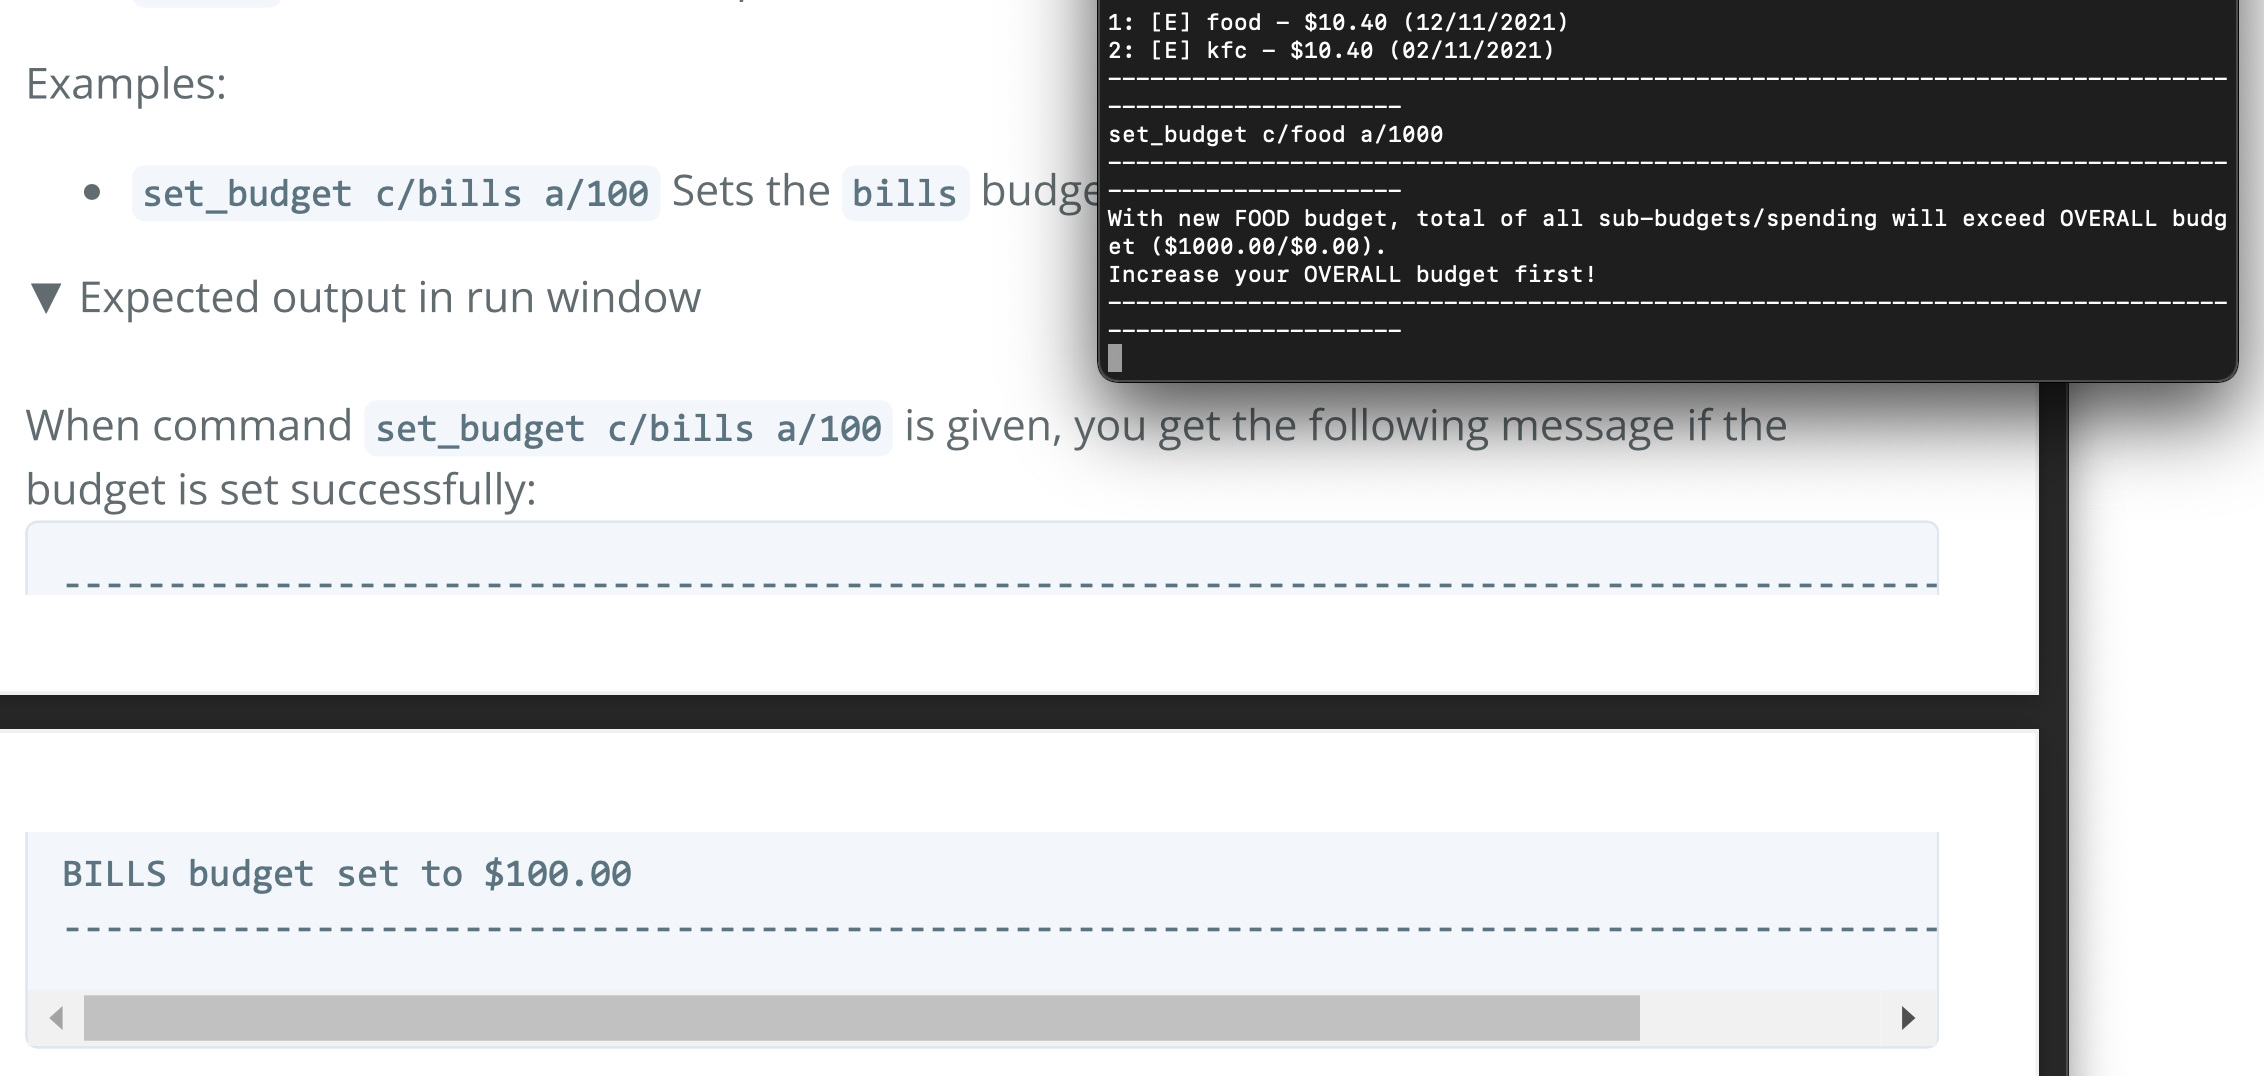 Examples:
set_budget c/bills a/100 Sets the bills budge
▼ Expected output in run window
When command set_budget c/bills a/100 is given, you get the following message if the
budget is set successfully:
--------------------------------------------------------------------------------
BILLS budget set to $100.00
--------------------------------------------------------------------------------
1: [E] food - $10.40 (12/11/2021)
2: [E] kfc - $10.40 (02/11/2021)
--------------------------------------------------------------------------------
---------------------
set_budget c/food a/1000
--------------------------------------------------------------------------------
---------------------
With new FOOD budget, total of all sub-budgets/spending will exceed OVERALL budg
et ($1000.00/$0.00).
Increase your OVERALL budget first!
--------------------------------------------------------------------------------
---------------------